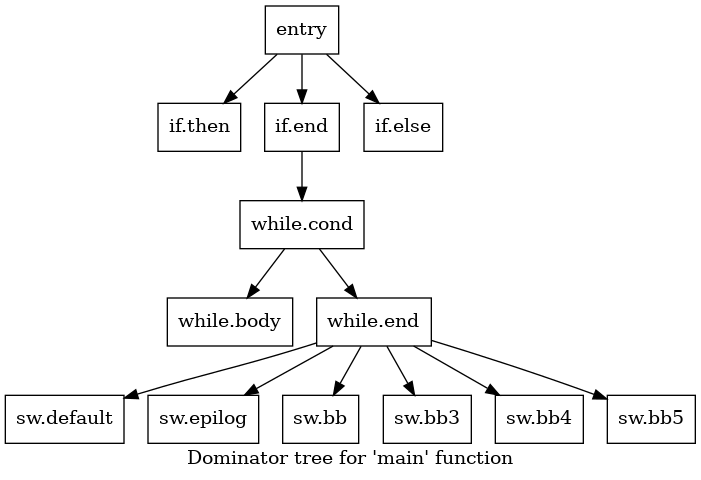 entry
if.then
if.end
if.else
while.cond
while.body
while.end
sw.default
sw.epilog
sw.bb
sw.bb3
sw.bb4
sw.bb5
Dominator tree for 'main' function